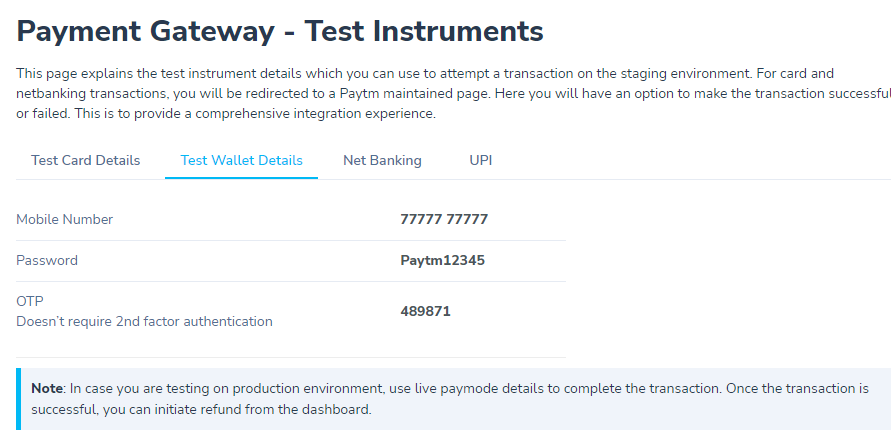 Payment Gateway - Test Instruments
This page explains the test instrument details which you can use to attempt a transaction on the staging environment. For card and
netbanking transactions, you will be redirected to a Paytm maintained page. Here you will have an option to make the transaction successful
or failed. This is to provide a comprehensive integration experience.
Test Card Details Test Wallet Details Net Banking UPI
Mobile Number 77777 77777
Password Paytm12345
OTP
Doesn't require 2nd factor authentication 489871
Note: In case you are testing on production environment, use live paymode details to complete the transaction. Once the transaction is
successful, you can initiate refund from the dashboard.